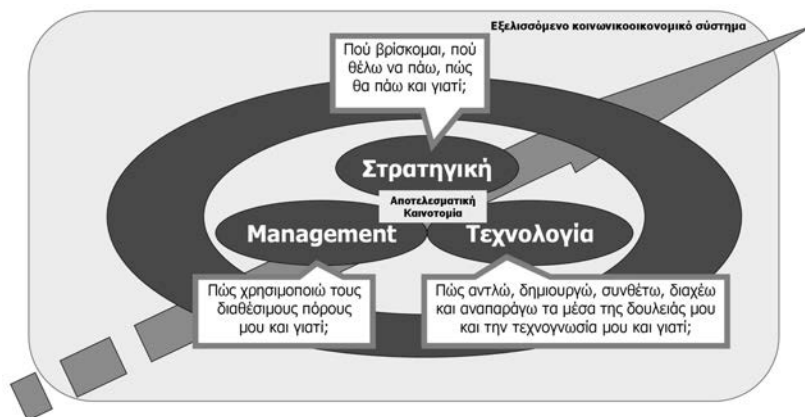 Εξελισσόμενο κοινωνικοοικονομικό σύστημα
Πού βρίσκομαι, πού
θέλω να πάω, πώς
θα πάω και γιατί;
Στρατηγική
Αποτελεσματική
Καινοτομία
Management
Τεχνολογία
Πώς χρησιμοποιώ τους
διαθέσιμους πόρους
μου και γιατί;
Πώς αντλώ, δημιουργώ, συνθέτω, διαχέω
και αναπαράγω τα μέσα της δουλειάς μου
και την τεχνογνωσία μου και γιατί;